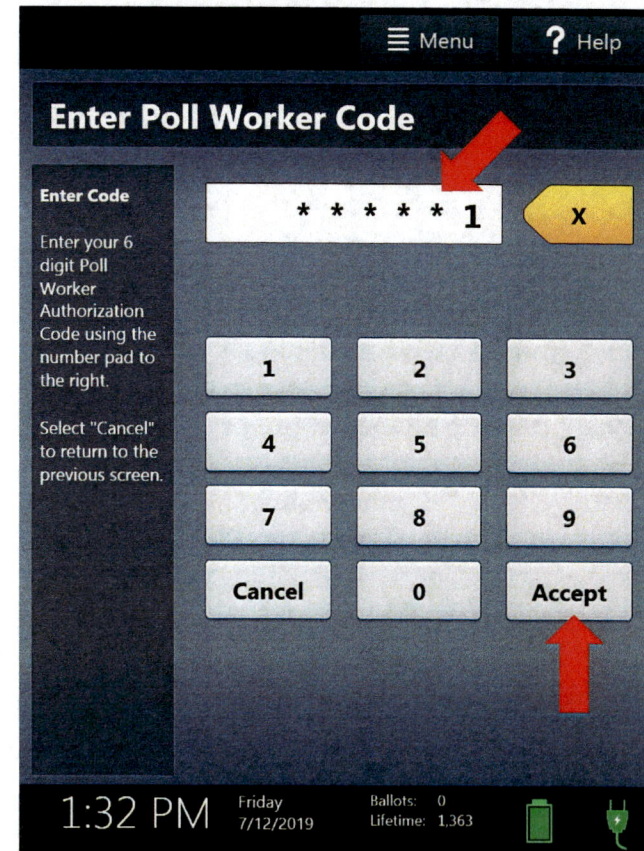 Menu
? Help
Enter Poll Worker Code
Enter Code
Enter your 6
digit Poll
Worker
Authorization
Code using the
number pad to
the right.
Select "Cancel"
to return to the
previous screen.
* * * * * 1
X
1 2 3
4 5 6
7 8 9
Cancel 0 Accept
1:32 PM
Friday
7/12/2019
Ballots: 0
Lifetime: 1,363